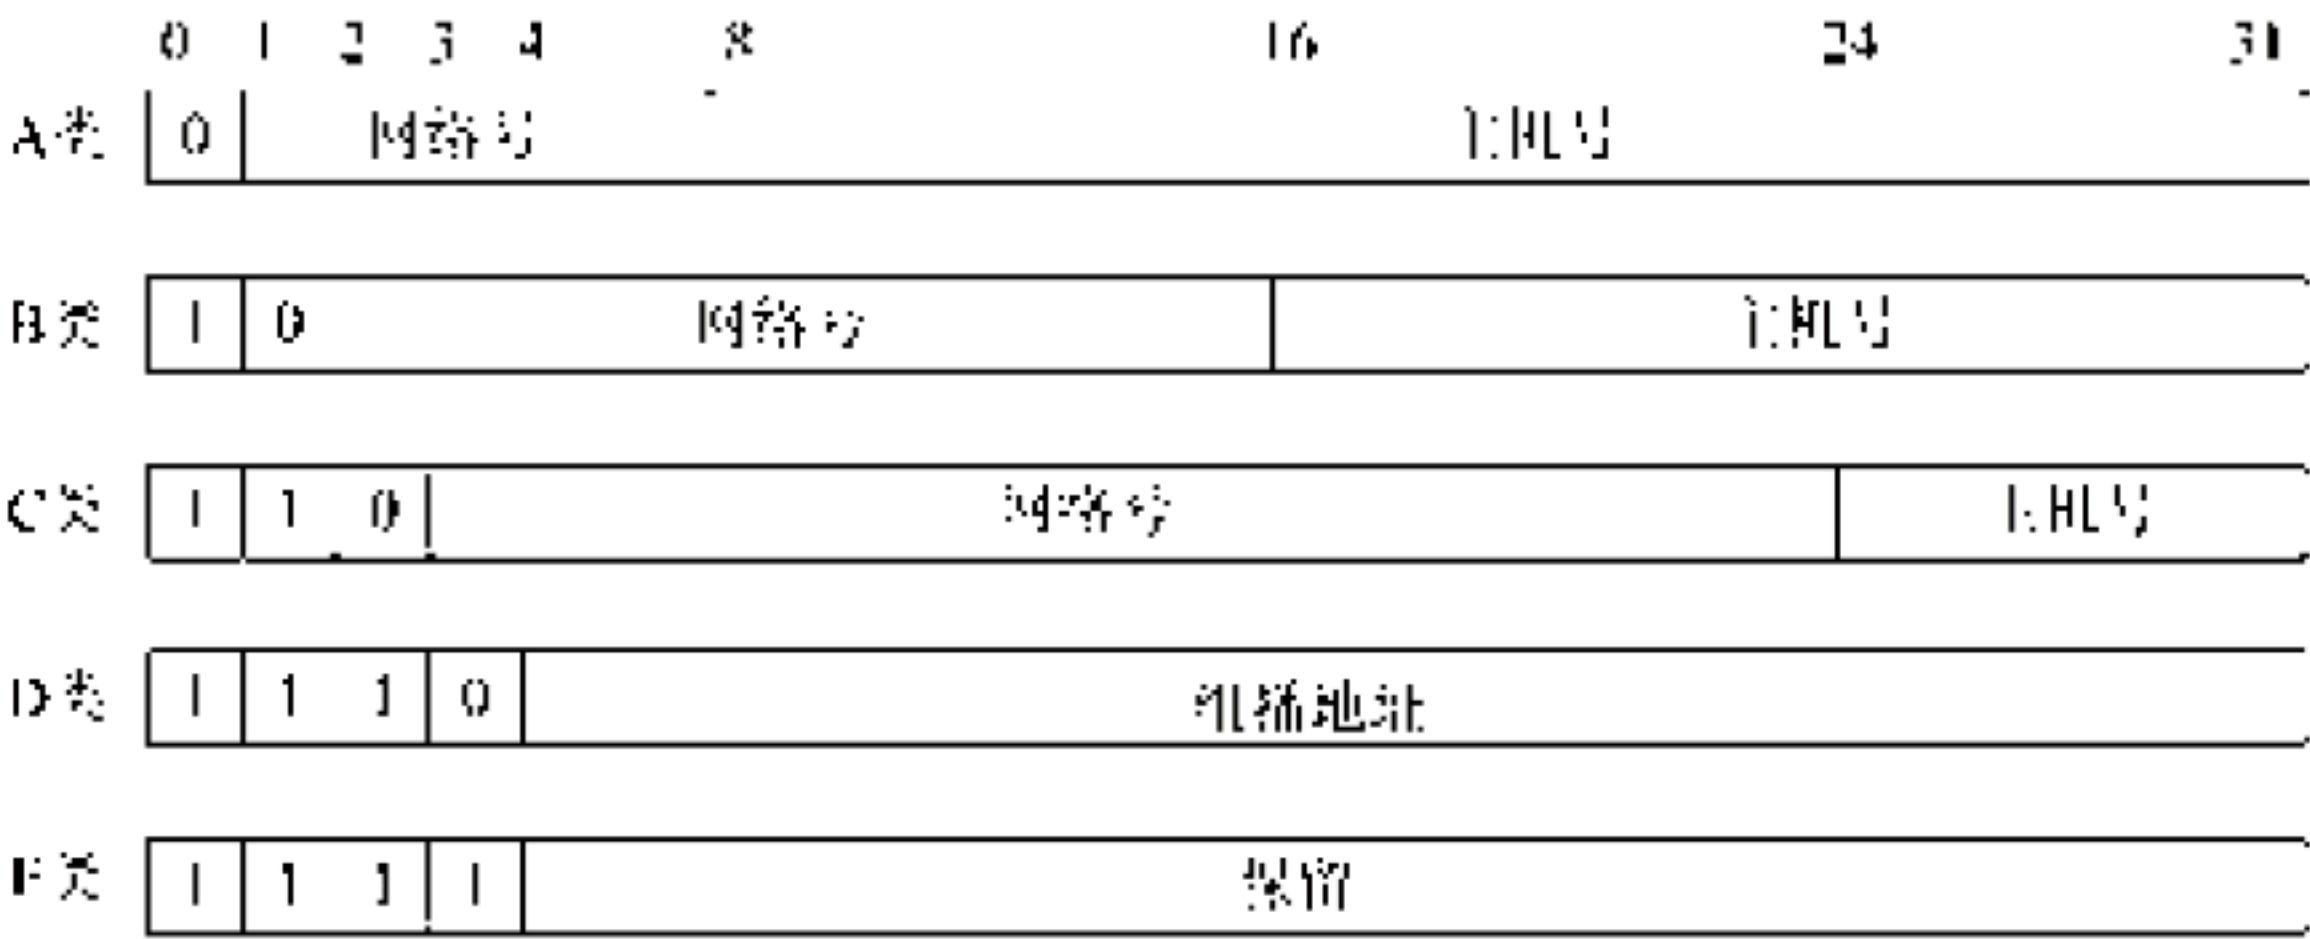 0 1 2 3 4 8 16 24 31
A类 0 网络号 主机号
B类 1 0 网络号 主机号
C类 1 1 0 网络号 主机号
D类 1 1 1 0 组播地址
E类 1 1 1 1 保留